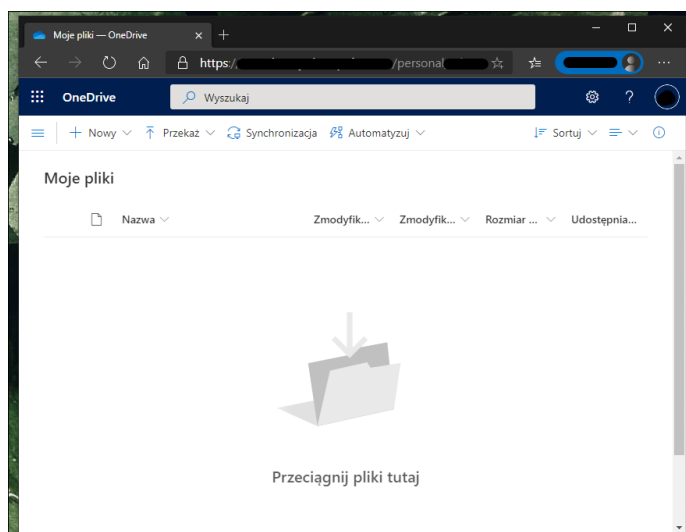 Moje pliki — OneDrive
https:/ /personal
OneDrive Wyszukaj ?
Nowy Przekaż Synchronizacja Automatyzuj Sortuj
Moje pliki
Nazwa Zmodyfik... Zmodyfik... Rozmiar ... Udostępnia...
Przeciągnij pliki tutaj